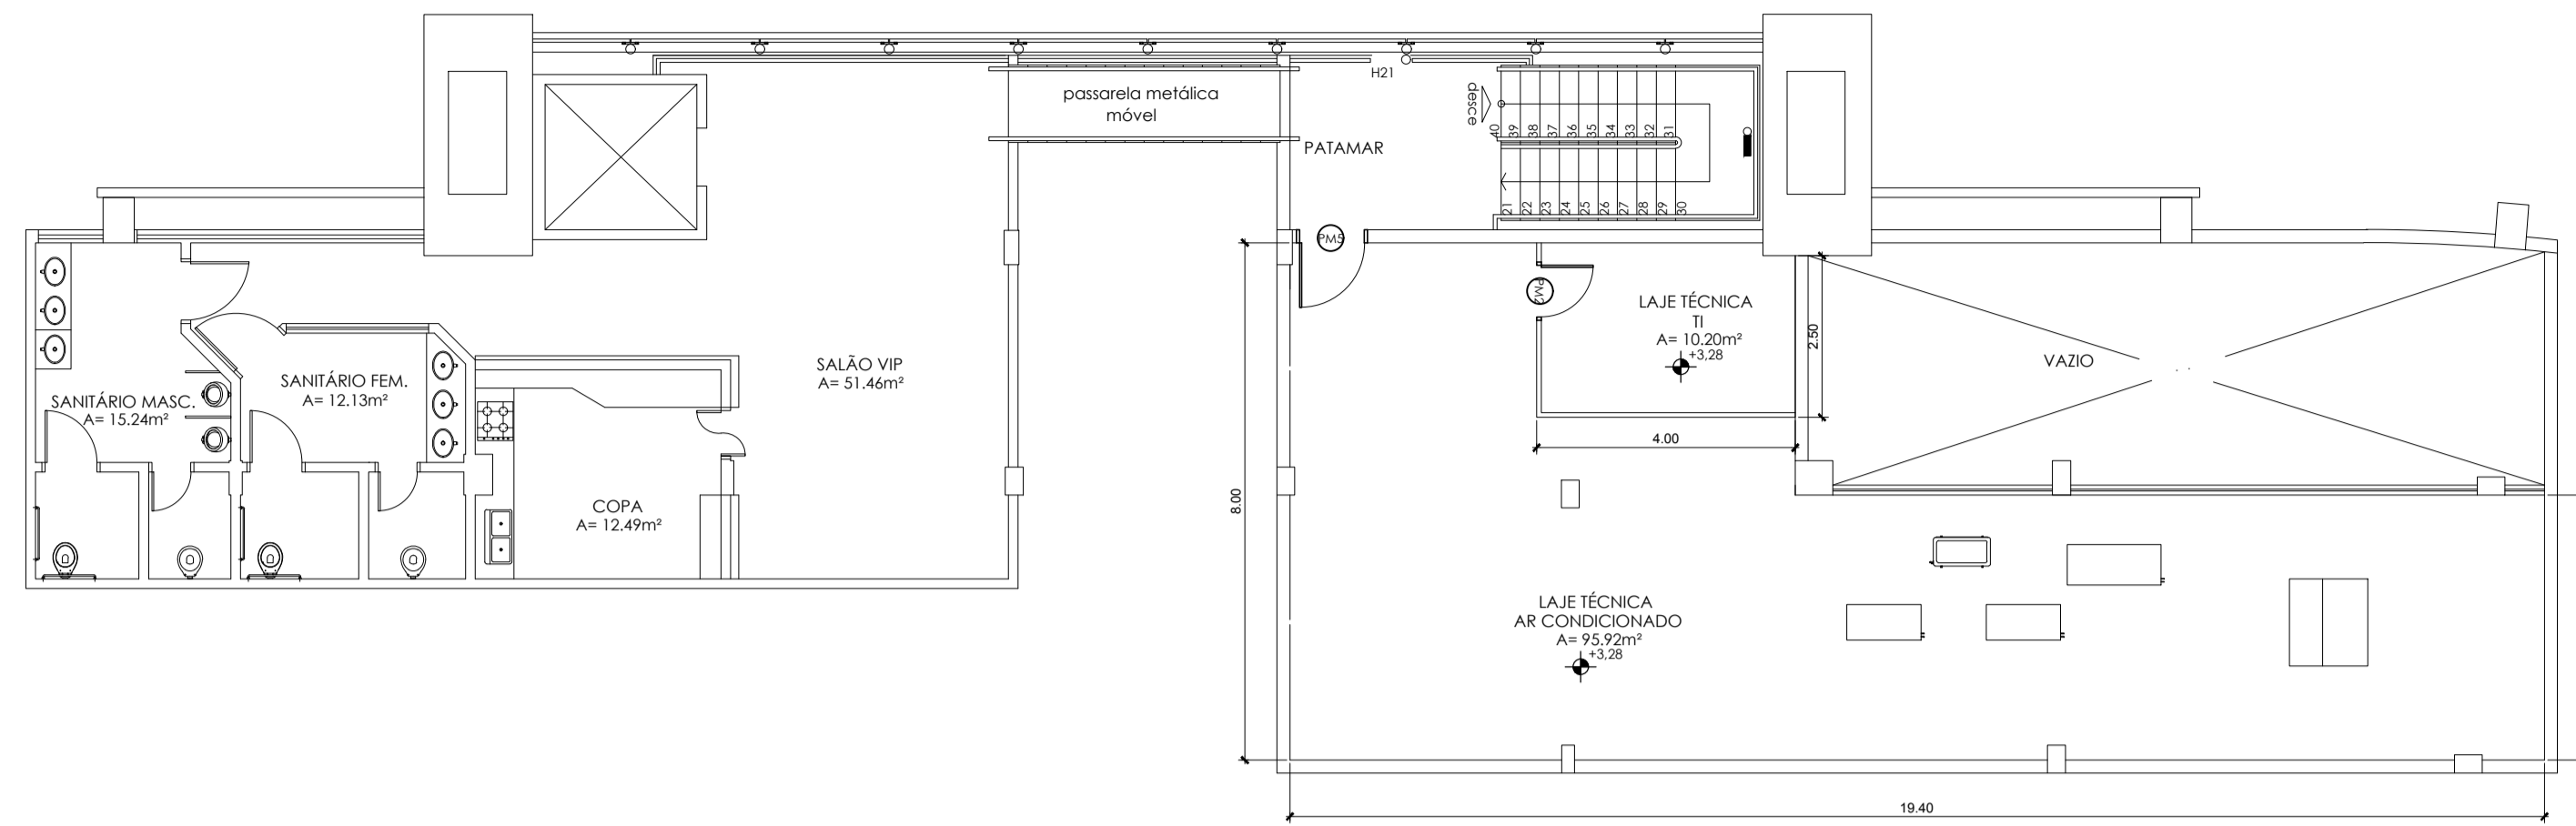 passarela metálica
móvel
H21
desce
PATAMAR
40 39 38 37 36 35 34 33 32 31
21 22 23 24 25 26 27 28 29 30
PM5
PM2
LAJE TÉCNICA
TI
A= 10.20m²
+3,28
2.50
VAZIO
4.00
SALÃO VIP
A= 51.46m²
SANITÁRIO FEM.
A= 12.13m²
SANITÁRIO MASC.
A= 15.24m²
COPA
A= 12.49m²
8.00
LAJE TÉCNICA
AR CONDICIONADO
A= 95.92m²
+3,28
19.40